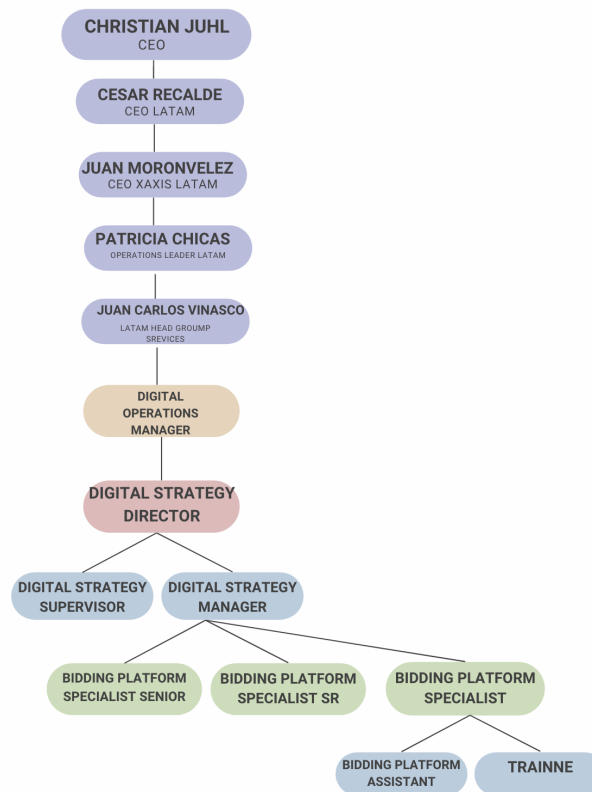 CHRISTIAN JUHL
CEO
CESAR RECALDE
CEO LATAM
JUAN MORONVELEZ
CEO XAXIS LATAM
PATRICIA CHICAS
OPERATIONS LEADER LATAM
JUAN CARLOS VINASCO
LATAM HEAD GROUMP
SREVICES
DIGITAL
OPERATIONS
MANAGER
DIGITAL STRATEGY
DIRECTOR
DIGITAL STRATEGY
SUPERVISOR
DIGITAL STRATEGY
MANAGER
BIDDING PLATFORM
SPECIALIST SENIOR
BIDDING PLATFORM
SPECIALIST SR
BIDDING PLATFORM
SPECIALIST
BIDDING PLATFORM
ASSISTANT
TRAINNE